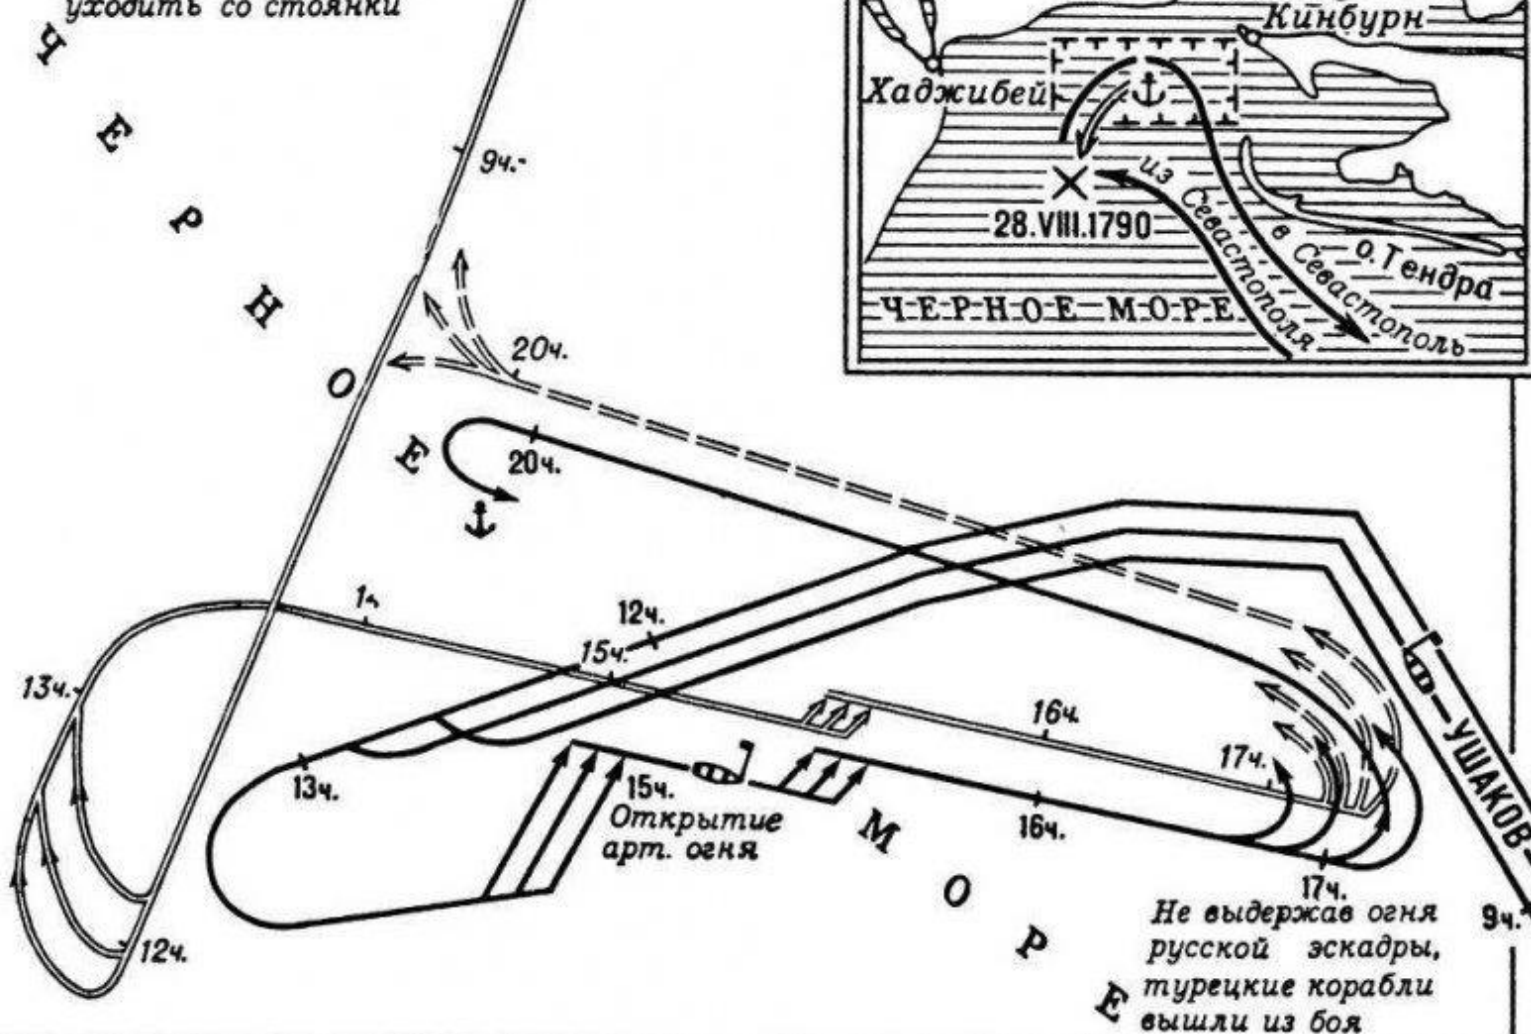 уходить со стоянки
ЧЕРНОЕ
МОРЕ
Кинбурн
Хаджибей
из Севастополя
28.VIII.1790
в Севастополь
о. Тендра
ЧЕРНОЕ МОРЕ
9ч.
20ч.
20ч.
12ч.
15ч.
13ч.
16ч.
17ч.
УШАКОВ
13ч.
15ч.
Открытие
арт. огня
16ч.
17ч.
9ч.
12ч.
Не выдержав огня
русской эскадры,
турецкие корабли
вышли из боя